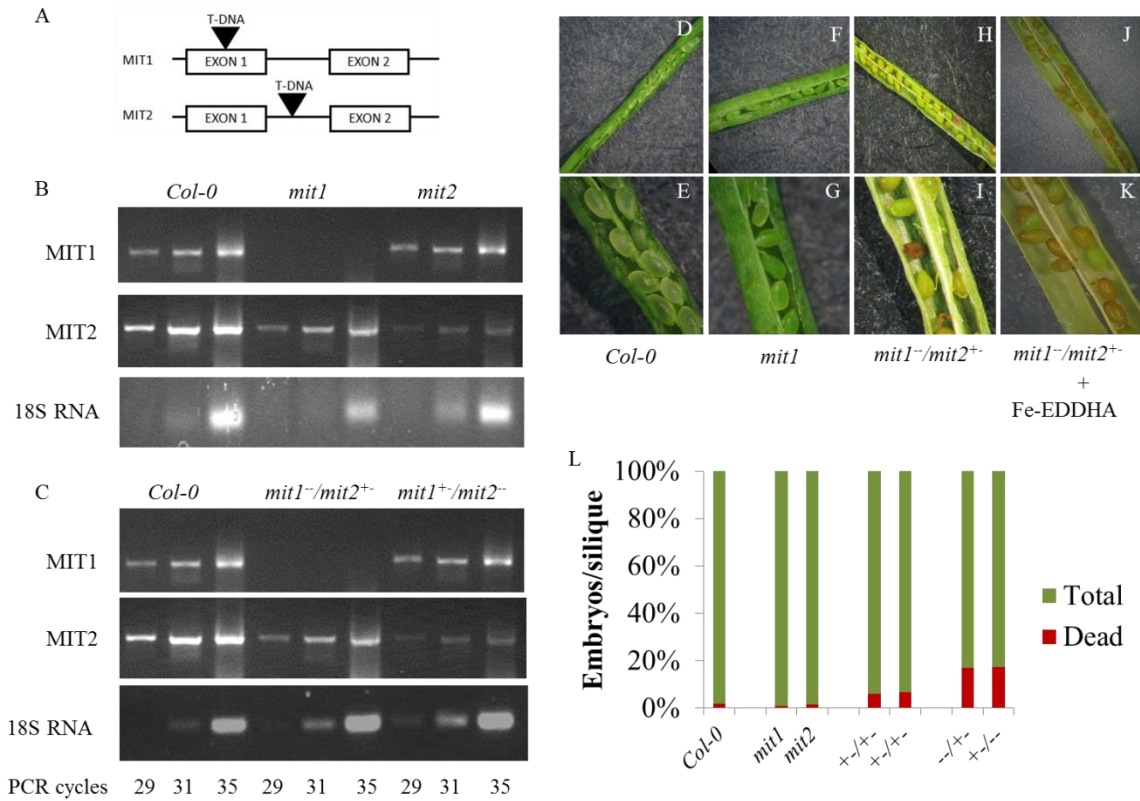 A
T-DNA
MIT1
EXON 1
EXON 2
T-DNA
MIT2
EXON 1
EXON 2
B
Col-0 mit1 mit2
MIT1
MIT2
18S RNA
C
Col-0 mit1--/mit2+- mit1+-/mit2--
MIT1
MIT2
18S RNA
PCR cycles 29 31 35 29 31 35 29 31 35
D F H J
E G I K
Col-0 mit1 mit1--/mit2+- mit1--/mit2+-
+
Fe-EDDHA
L
Embryos/silique
100%
80%
60%
40%
20%
0%
Col-0
mit1
mit2
+-/+-
+-/+-
--/+-
+-/--
Total
Dead